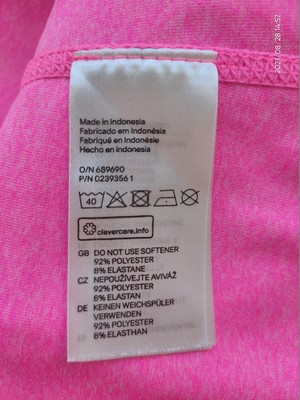 2024/08/28 14:57
Made in Indonesia
Fabricado em Indonésia
Fabriqué en Indonésie
Hecho en Indonesia
O/N 689690
P/N 02393561
40
clevercare.info
GB DO NOT USE SOFTENER
92% POLYESTER
8% ELASTANE
CZ NEPOUŽÍVEJTE AVIVÁŽ
92% POLYESTER
8% ELASTAN
DE KEINEN WEICHSPÜLER
VERWENDEN
92% POLYESTER
8% ELASTHAN